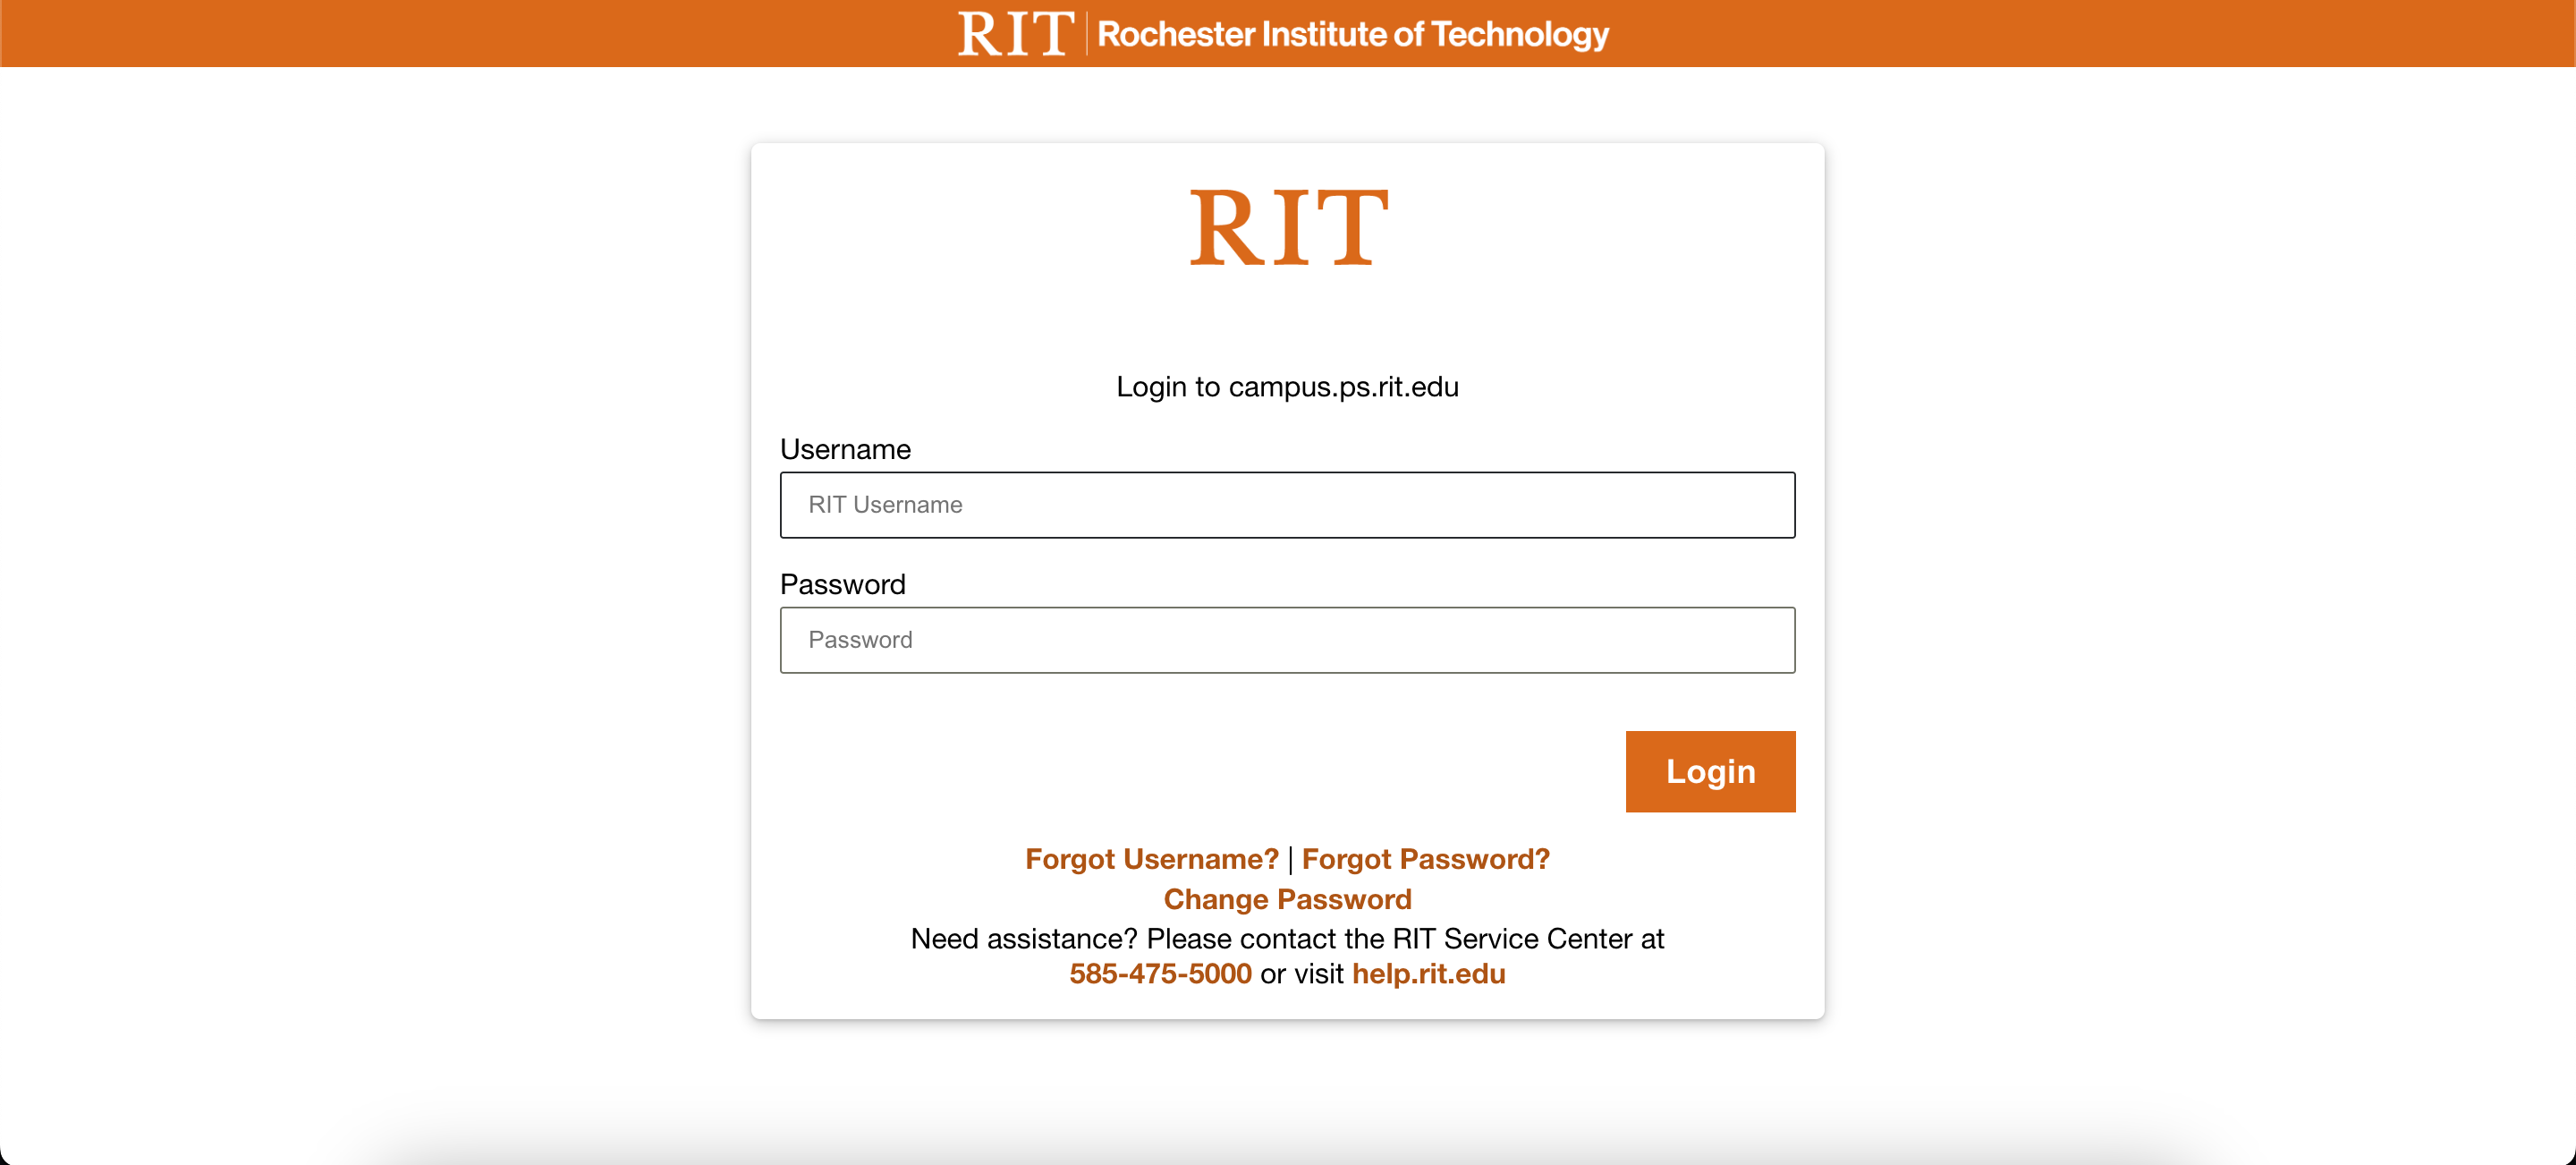 RIT | Rochester Institute of Technology
RIT
Login to campus.ps.rit.edu
Username
RIT Username
Password
Password
Login
Forgot Username? | Forgot Password?
Change Password
Need assistance? Please contact the RIT Service Center at
585-475-5000 or visit help.rit.edu